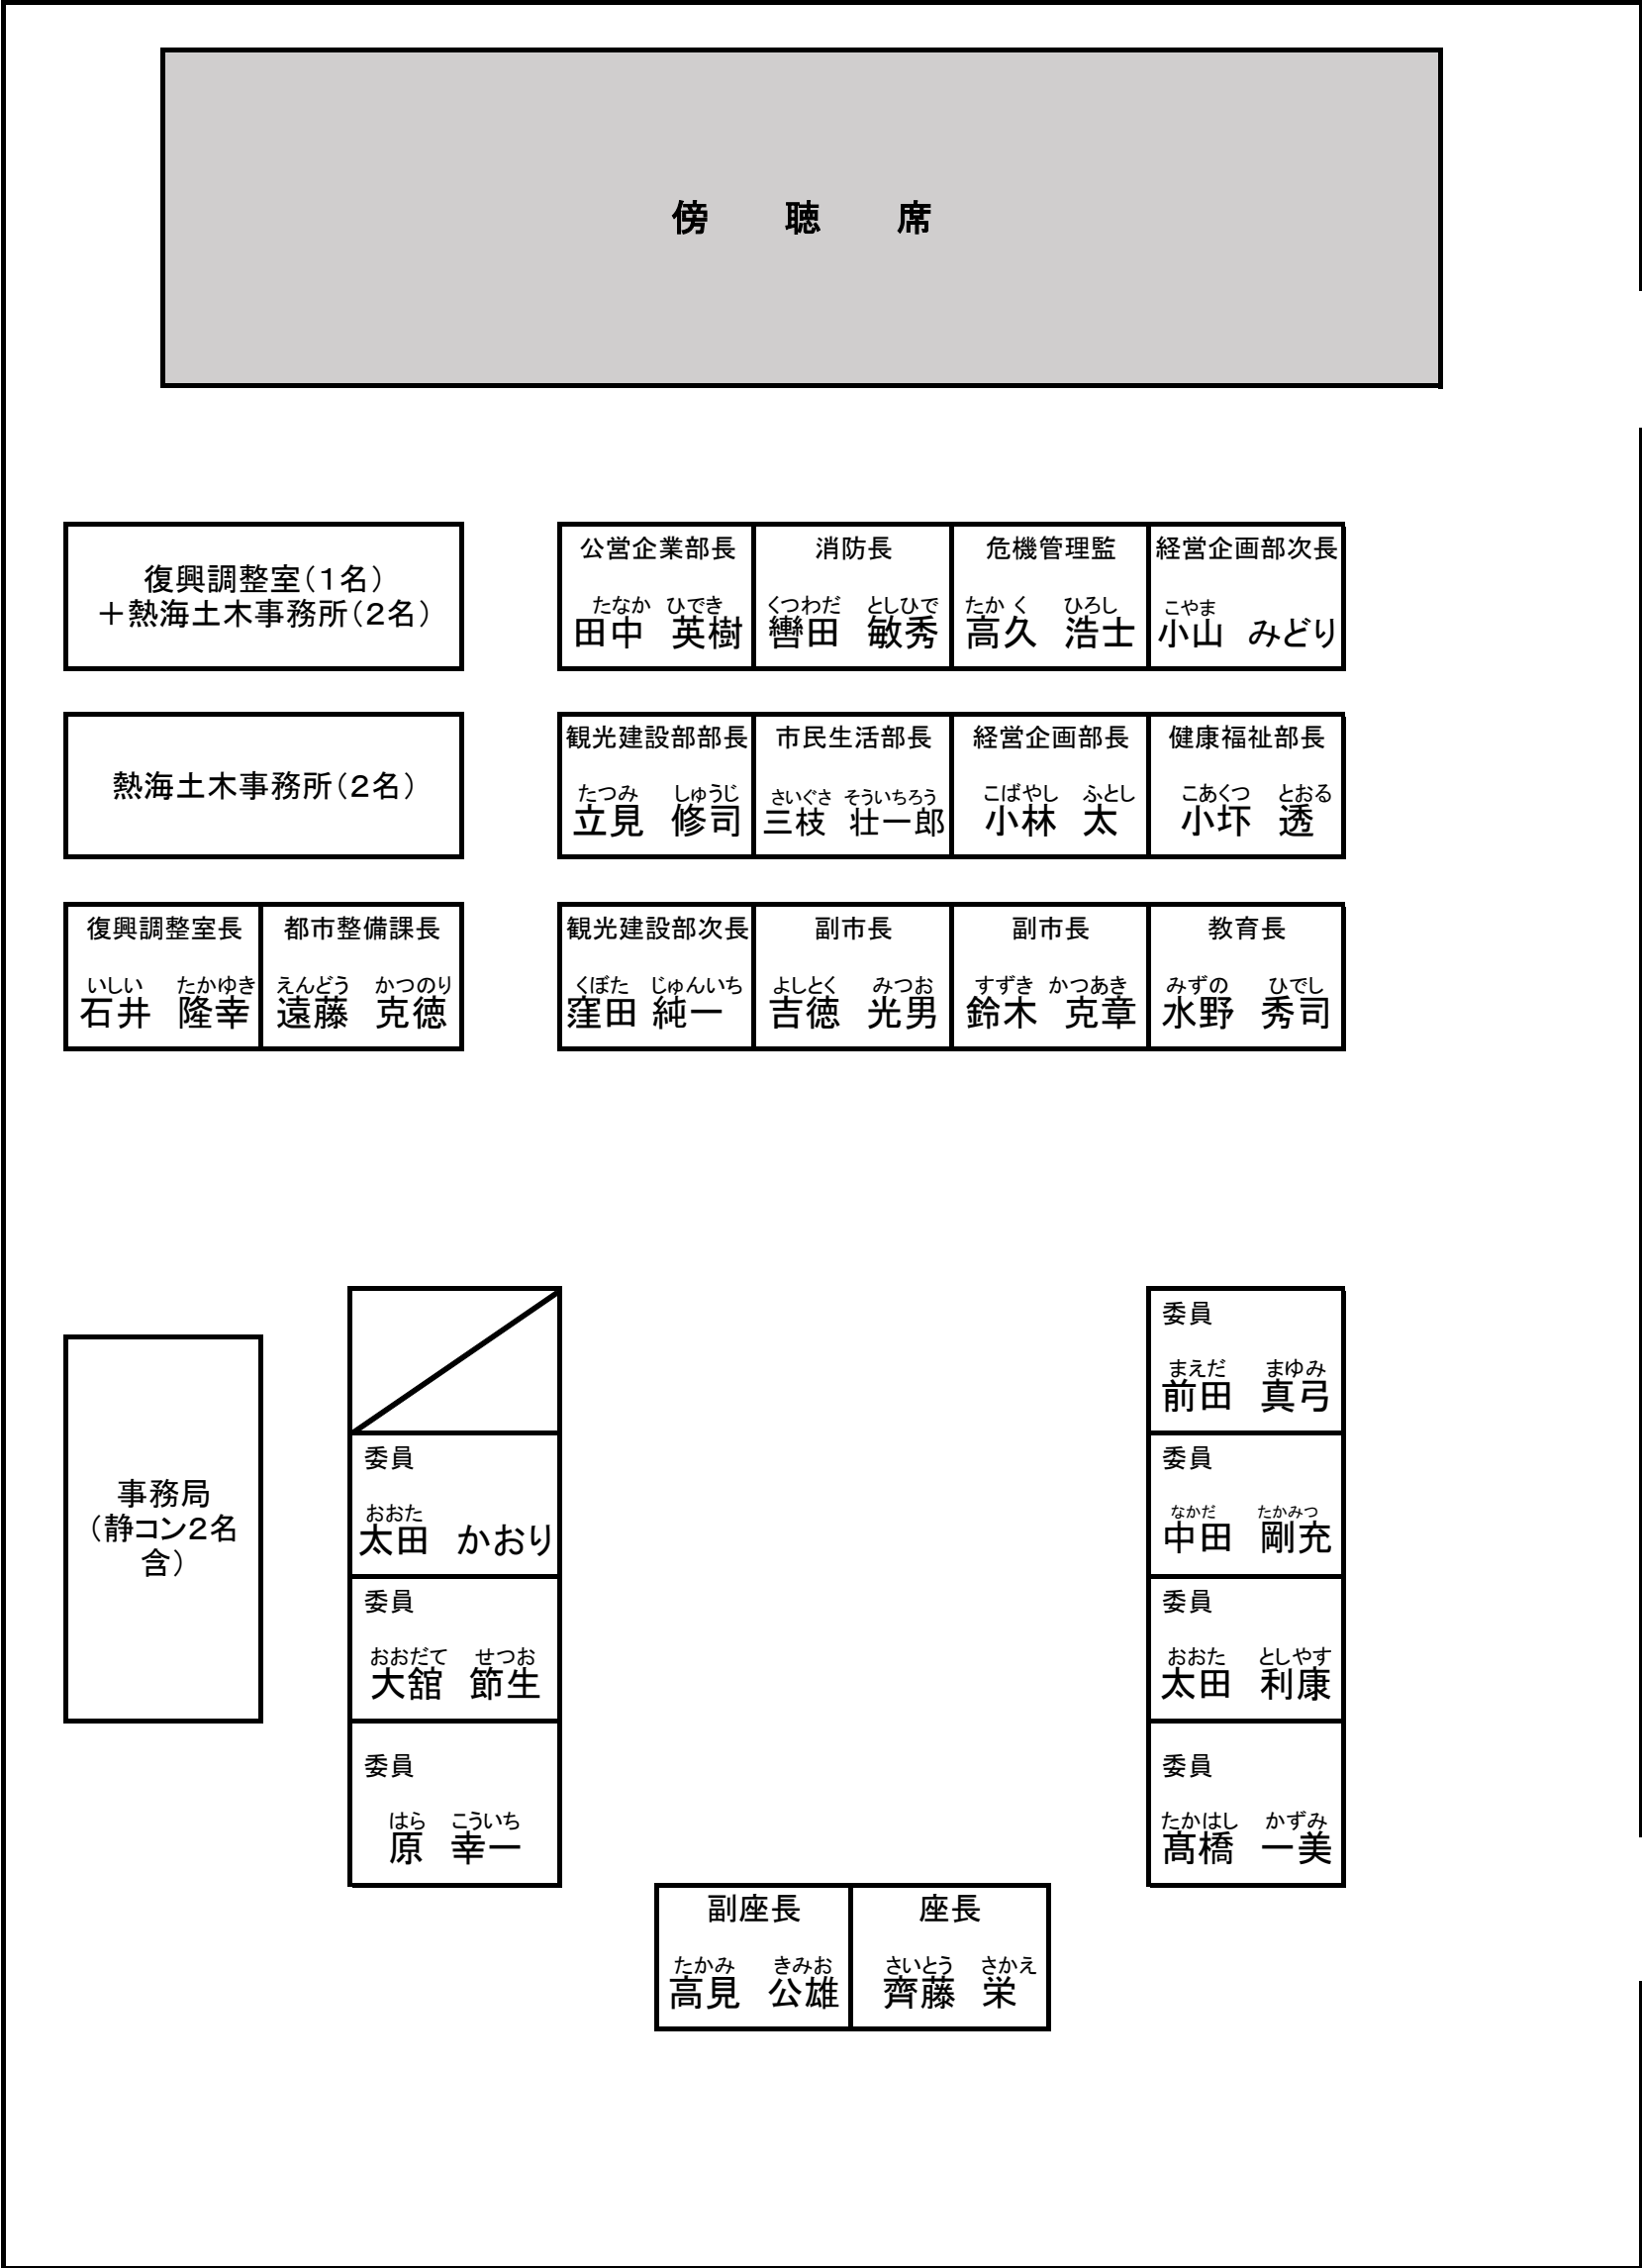 傍　聴　席
復興調整室（１名）
＋熱海土木事務所（２名）
公営企業部長
たなか ひでき
田中 英樹
消防長
くつわだ としひで
轡田 敏秀
危機管理監
たか く ひろし
高久 浩士
経営企画部次長
こやま
小山 みどり
熱海土木事務所（２名）
観光建設部部長
たつみ しゅうじ
立見 修司
市民生活部長
さいぐさ そういちろう
三枝 壮一郎
経営企画部長
こばやし ふとし
小林 太
健康福祉部長
こあくつ とおる
小圷 透
復興調整室長
いしい たかゆき
石井 隆幸
都市整備課長
えんどう かつのり
遠藤 克徳
観光建設部次長
くぼた じゅんいち
窪田 純一
副市長
よしとく みつお
吉徳 光男
副市長
すずき かつあき
鈴木 克章
教育長
みずの ひでし
水野 秀司
事務局
（静コン２名
含）
委員
おおた
太田 かおり
委員
おおだて せつお
大舘 節生
委員
はら こういち
原 幸一
委員
まえだ まゆみ
前田 真弓
委員
なかだ たかみつ
中田 剛充
委員
おおた としやす
太田 利康
委員
たかはし かずみ
髙橋 一美
副座長
たかみ きみお
高見 公雄
座長
さいとう さかえ
齊藤 栄